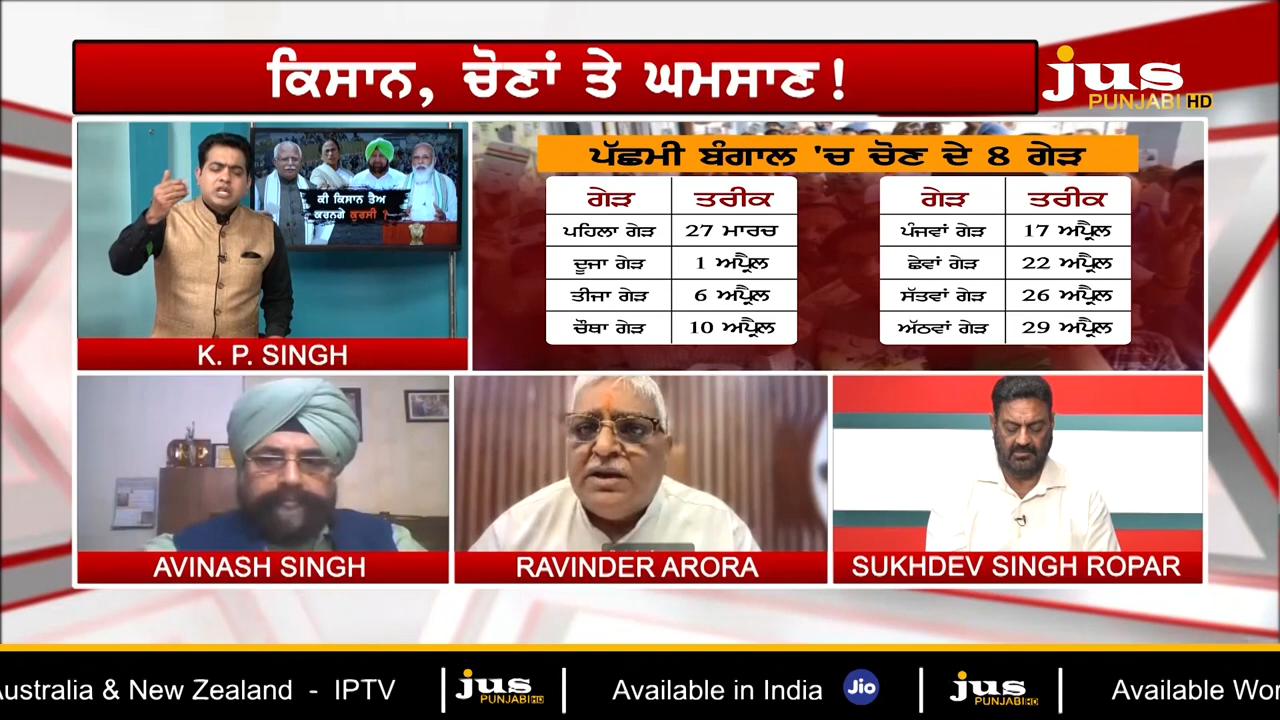 ਕਿਸਾਨ, ਚੋਣਾਂ ਤੇ ਘਮਸਾਣ!
jus
PUNJABI HD
ਕੀ ਕਿਸਾਨ ਤੈਅ
ਕਰਨਗੇ ਕੁਰਸੀ ?
K. P. SINGH
ਪੱਛਮੀ ਬੰਗਾਲ 'ਚ ਚੋਣ ਦੇ 8 ਗੇੜ
ਗੇੜ ਤਰੀਕ
ਪਹਿਲਾ ਗੇੜ 27 ਮਾਰਚ
ਦੂਜਾ ਗੇੜ 1 ਅਪ੍ਰੈਲ
ਤੀਜਾ ਗੇੜ 6 ਅਪ੍ਰੈਲ
ਚੌਥਾ ਗੇੜ 10 ਅਪ੍ਰੈਲ
ਗੇੜ ਤਰੀਕ
ਪੰਜਵਾਂ ਗੇੜ 17 ਅਪ੍ਰੈਲ
ਛੇਵਾਂ ਗੇੜ 22 ਅਪ੍ਰੈਲ
ਸੱਤਵਾਂ ਗੇੜ 26 ਅਪ੍ਰੈਲ
ਅੱਠਵਾਂ ਗੇੜ 29 ਅਪ੍ਰੈਲ
AVINASH SINGH
RAVINDER ARORA
SUKHDEV SINGH ROPAR
Australia & New Zealand - IPTV | jus PUNJABI HD | Available in India Jio | jus PUNJABI HD | Available Wor